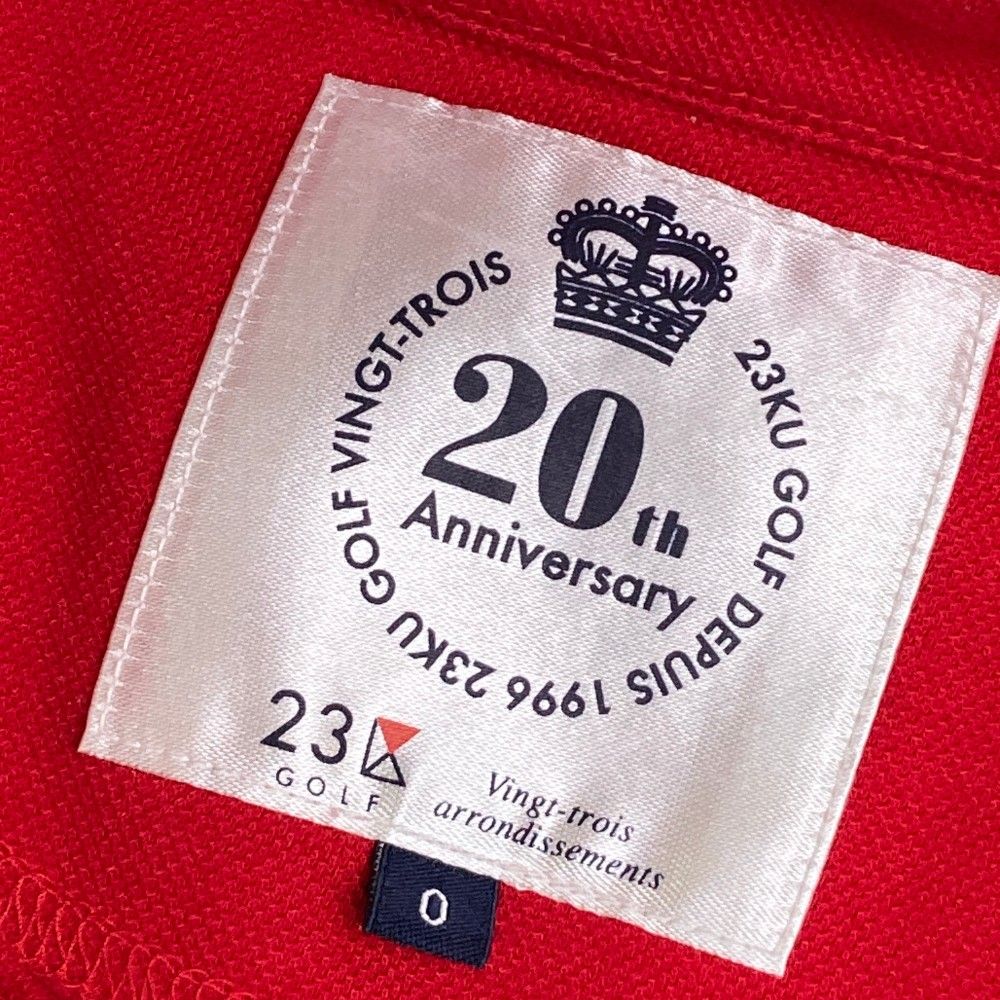 23KU GOLF DEPUIS 1996 23KU GOLF VINGT-TROIS
20th
Anniversary
23
GOLF
Vingt-trois
arrondissements
0